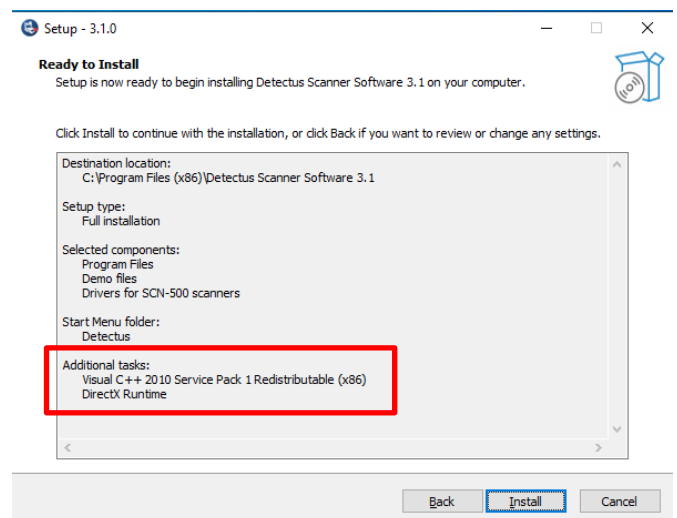 Setup - 3.1.0
Ready to Install
Setup is now ready to begin installing Detectus Scanner Software 3.1 on your computer.
Click Install to continue with the installation, or click Back if you want to review or change any settings.
Destination location:
C:\Program Files (x86)\Detectus Scanner Software 3.1
Setup type:
Full installation
Selected components:
Program Files
Demo files
Drivers for SCN-500 scanners
Start Menu folder:
Detectus
Additional tasks:
Visual C++ 2010 Service Pack 1 Redistributable (x86)
DirectX Runtime
Back Install Cancel